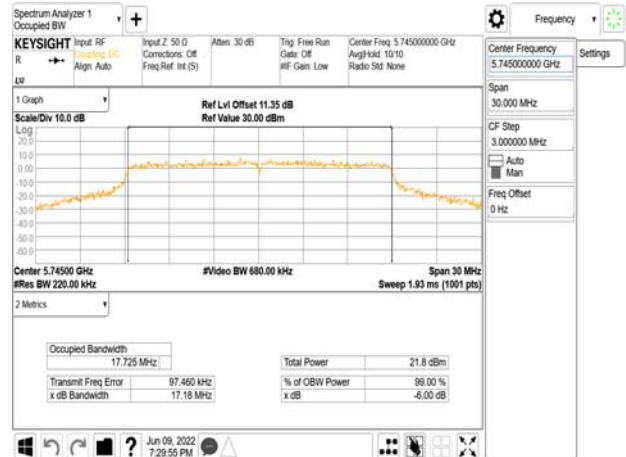 Spectrum Analyzer 1
Occupied BW
Frequency
KEYSIGHT
R
LU
Input: RF
Coupling: DC
Align: Auto
Input Z: 50 Ω
Corrections: Off
Freq Ref: Int (S)
Atten: 30 dB
Trig: Free Run
Gate: Off
#IF Gain: Low
Center Freq: 5.745000000 GHz
Avg|Hold: 10/10
Radio Std: None
1 Graph
Scale/Div 10.0 dB
Ref Lvl Offset 11.35 dB
Ref Value 30.00 dBm
Log
20.0
10.0
0.00
-10.0
-20.0
-30.0
-40.0
-50.0
-60.0
Center 5.74500 GHz
#Res BW 220.00 kHz
#Video BW 680.00 kHz
Span 30 MHz
Sweep 1.93 ms (1001 pts)
2 Metrics
Occupied Bandwidth
17.725 MHz
Transmit Freq Error 97.460 kHz
x dB Bandwidth 17.18 MHz
Total Power 21.8 dBm
% of OBW Power 99.00 %
x dB -6.00 dB
Jun 09, 2022
7:29:55 PM
Center Frequency
5.745000000 GHz
Settings
Span
30.000 MHz
CF Step
3.000000 MHz
Auto
Man
Freq Offset
0 Hz